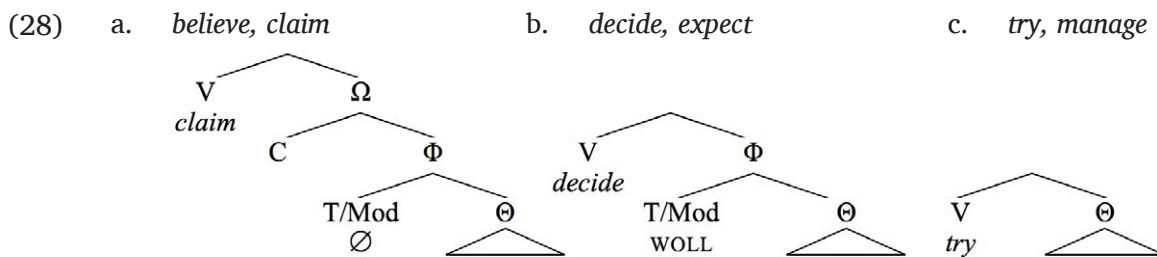 (28) a. believe, claim b. decide, expect c. try, manage
V Ω
claim
C Φ V Φ
decide
T/Mod Θ T/Mod Θ V Θ
∅ WOLL try